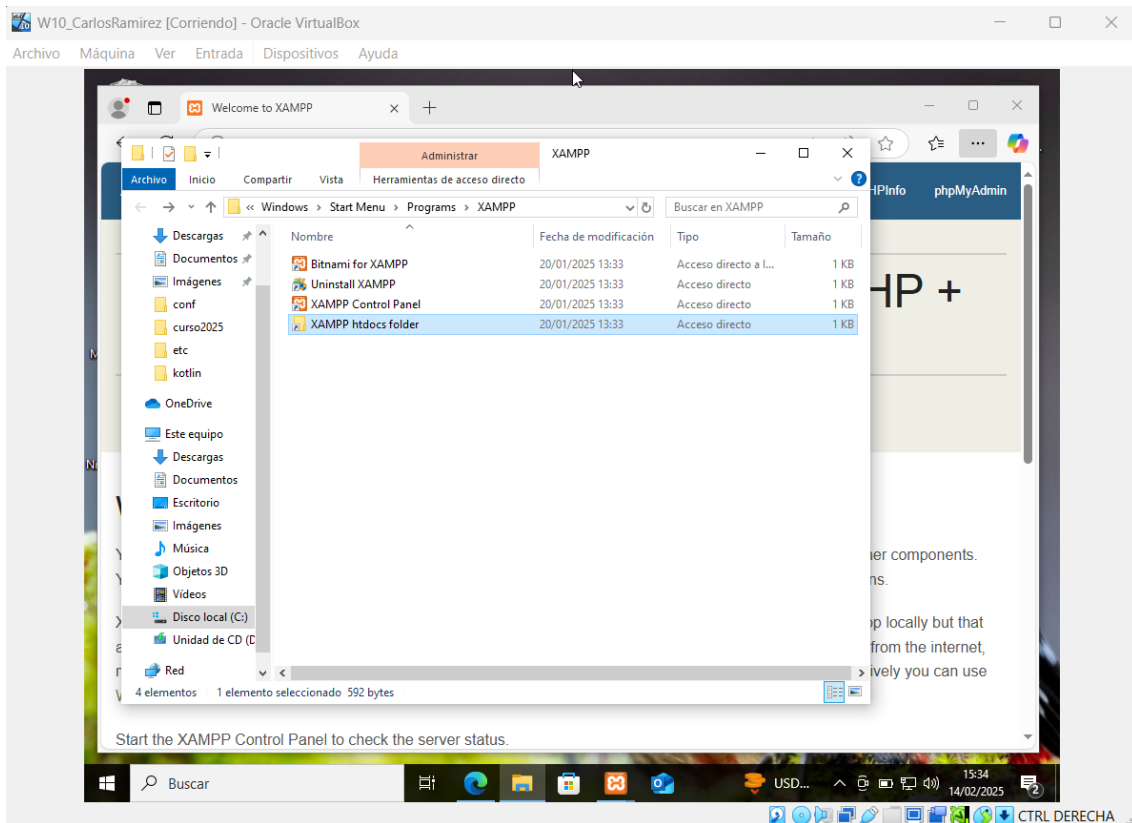 W10_CarlosRamirez [Corriendo] - Oracle VirtualBox
Archivo Máquina Ver Entrada Dispositivos Ayuda
Welcome to XAMPP
Administrar XAMPP
Archivo Inicio Compartir Vista Herramientas de acceso directo
HPInfo phpMyAdmin
« Windows › Start Menu › Programs › XAMPP Buscar en XAMPP
Descargas
Documentos
Imágenes
conf
curso2025
etc
kotlin
OneDrive
Este equipo
Descargas
Documentos
Escritorio
Imágenes
Música
Objetos 3D
Vídeos
Disco local (C:)
Unidad de CD (D
Red
Nombre Fecha de modificación Tipo Tamaño
Bitnami for XAMPP 20/01/2025 13:33 Acceso directo a l... 1 KB
Uninstall XAMPP 20/01/2025 13:33 Acceso directo 1 KB
XAMPP Control Panel 20/01/2025 13:33 Acceso directo 1 KB
XAMPP htdocs folder 20/01/2025 13:33 Acceso directo 1 KB
4 elementos 1 elemento seleccionado 592 bytes
HP +
her components.
ns.
pp locally but that
from the internet,
tively you can use
Start the XAMPP Control Panel to check the server status.
Buscar
USD...
15:34
14/02/2025
2
CTRL DERECHA